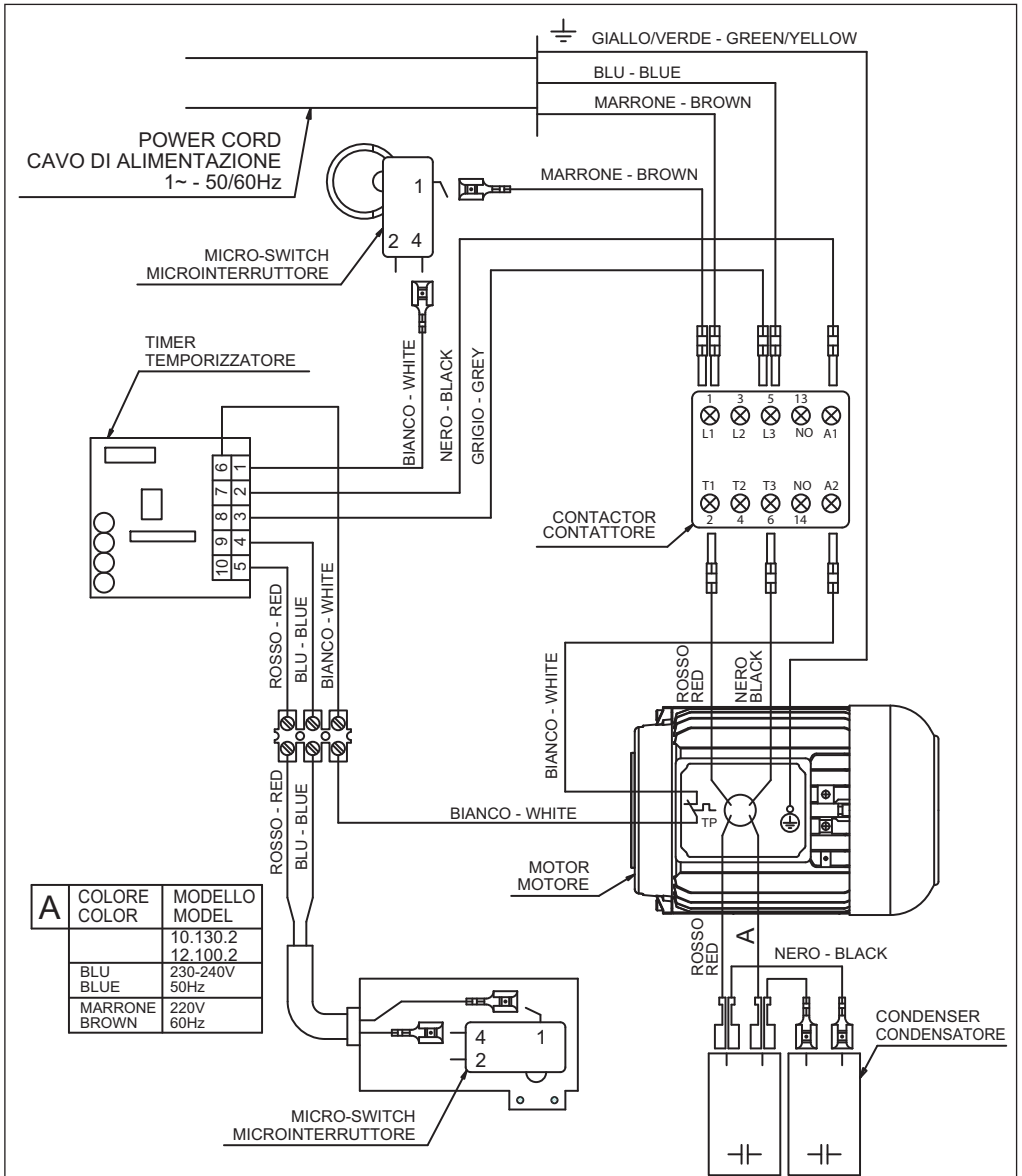 GIALLO/VERDE - GREEN/YELLOW
BLU - BLUE
MARRONE - BROWN
POWER CORD
CAVO DI ALIMENTAZIONE
1~ - 50/60Hz
MARRONE - BROWN
1
2 4
MICRO-SWITCH
MICROINTERRUTTORE
TIMER
TEMPORIZZATORE
BIANCO - WHITE
NERO - BLACK
GRIGIO - GREY
1 3 5 13
L1 L2 L3 NO A1
T1 T2 T3 NO A2
2 4 6 14
CONTACTOR
CONTATTORE
6 1
7 2
8 3
9 4
10 5
ROSSO - RED
BLU - BLUE
BIANCO - WHITE
ROSSO
RED
NERO
BLACK
BIANCO - WHITE
ROSSO - RED
BLU - BLUE
BIANCO - WHITE
TP
MOTOR
MOTORE
A COLORE MODELLO
COLOR MODEL
10.130.2
12.100.2
BLU 230-240V
BLUE 50Hz
MARRONE 220V
BROWN 60Hz
ROSSO
RED
A
NERO - BLACK
CONDENSER
CONDENSATORE
4 1
2
MICRO-SWITCH
MICROINTERRUTTORE